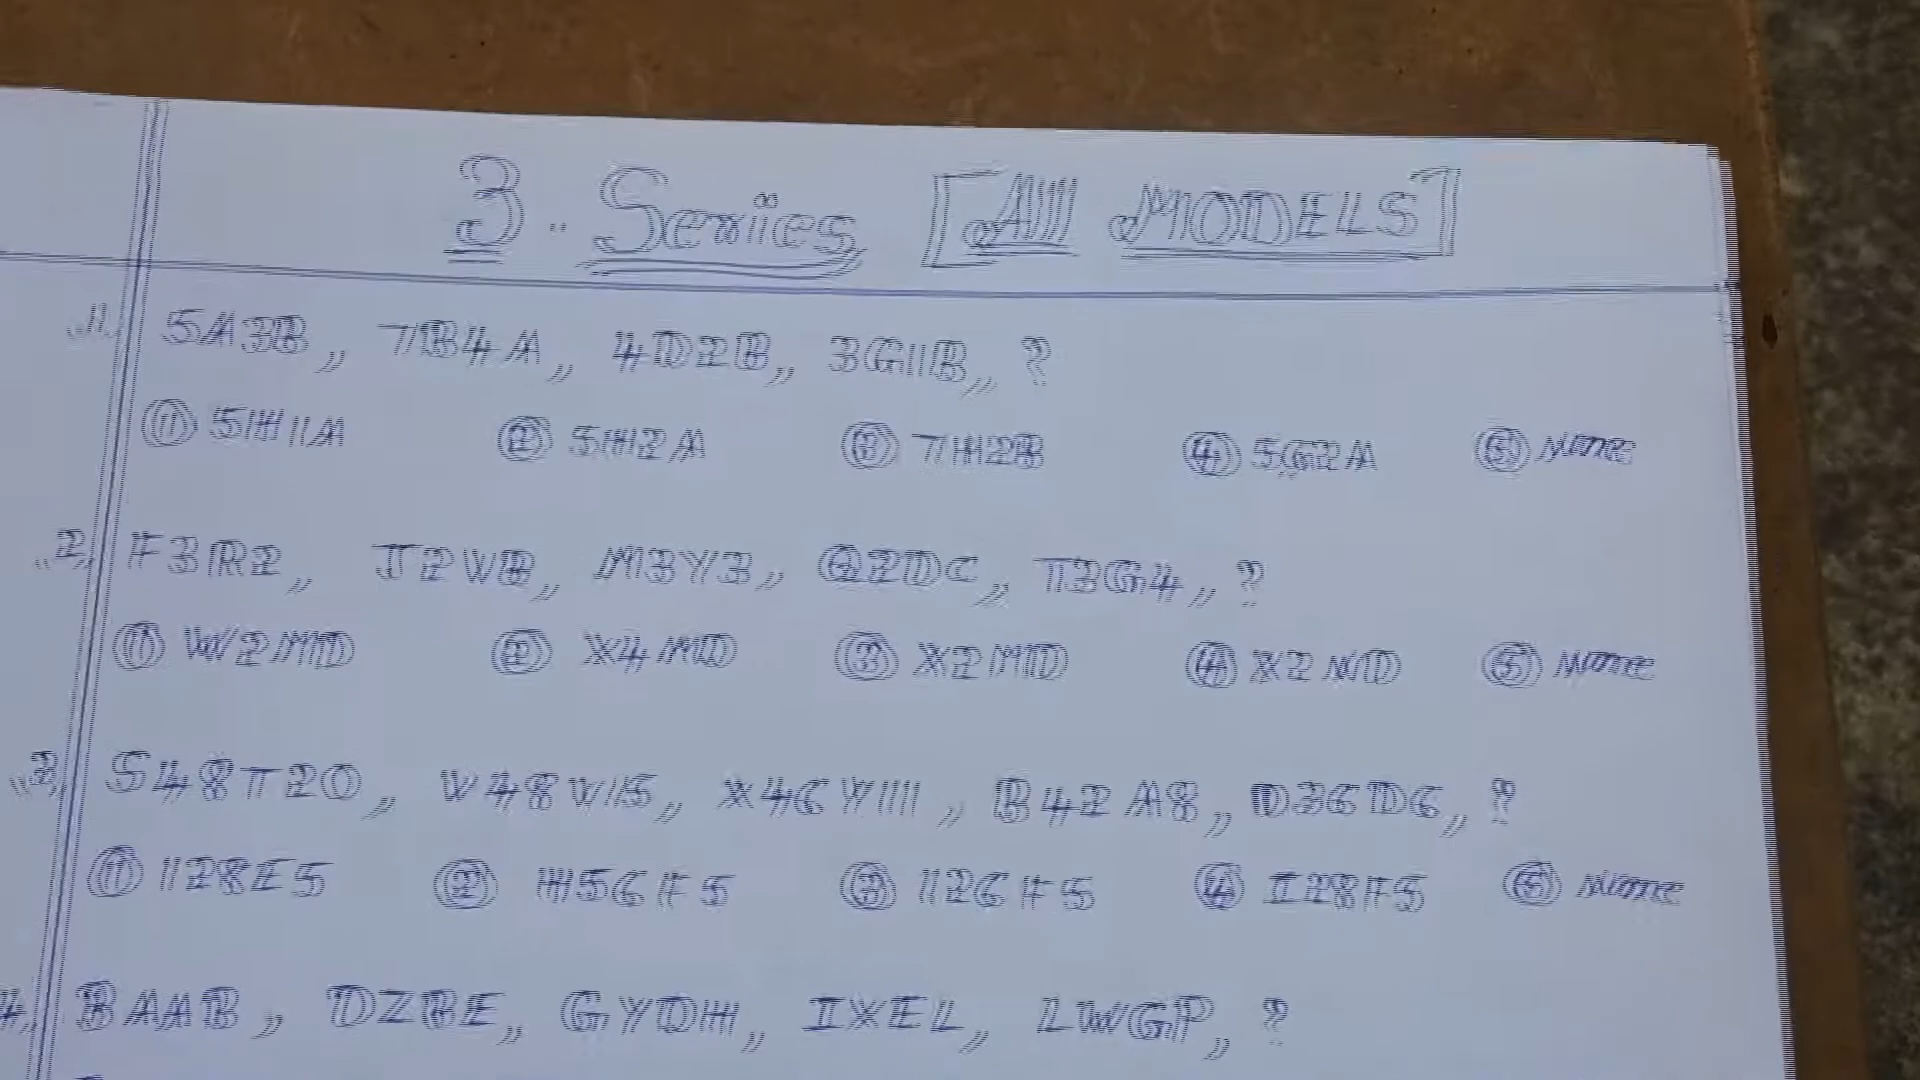 3. Series [All MODELS]
1. 5A3B, 7B4A, 4D2B, 3G1B, ?
① 5H1A ② 5H2A ③ 7H2B ④ 5G2A ⑤ None
2, F3R2, J2WB, M3Y3, Q2DC, T3G4, ?
① W2MD ② X4MD ③ X2MD ④ X2ND ⑤ None
3, S48T20, V48V15, X46Y11, B42A8, D36D6, ?
① I28E5 ② H56F5 ③ I26F5 ④ I28F5 ⑤ None
4, BAAB, DZBE, GYDH, IXEL, LWGP, ?